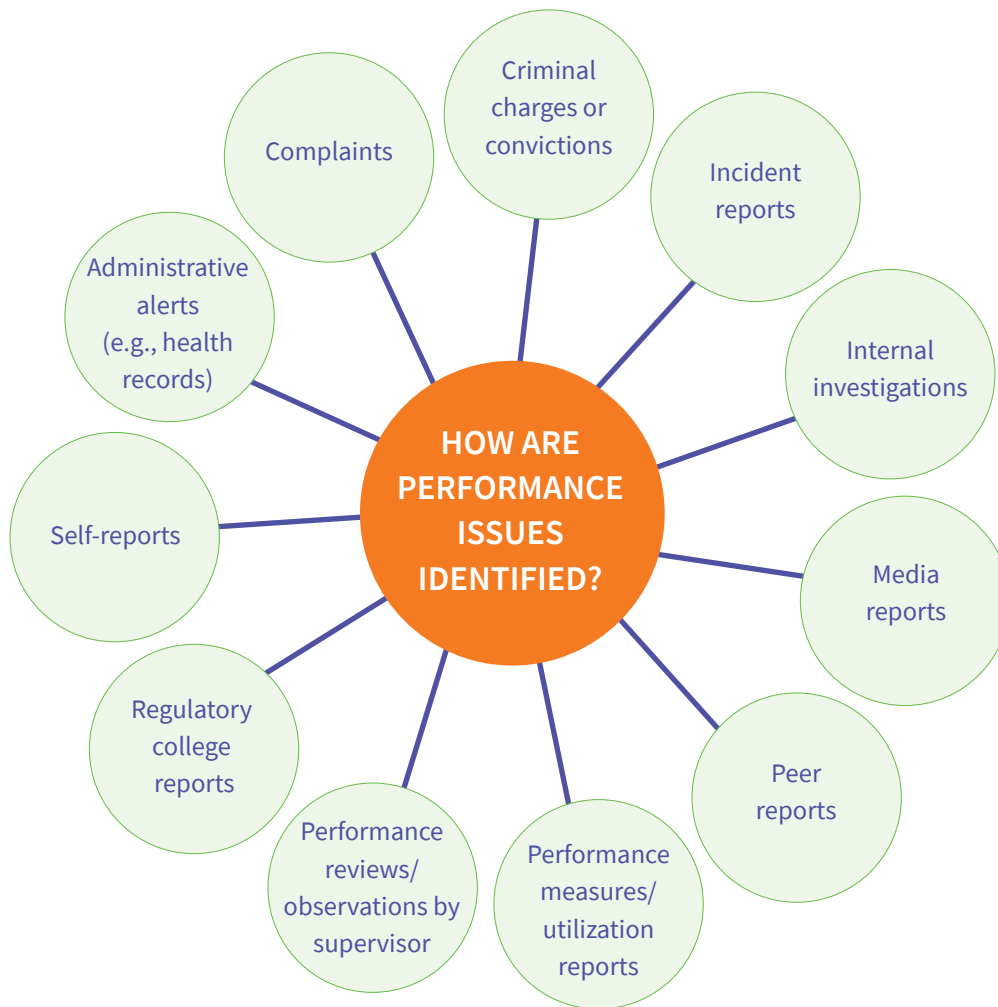 HOW ARE
PERFORMANCE
ISSUES
IDENTIFIED?
Criminal
charges or
convictions
Incident
reports
Internal
investigations
Media
reports
Peer
reports
Performance
measures/
utilization
reports
Performance
reviews/
observations by
supervisor
Regulatory
college
reports
Self-reports
Administrative
alerts
(e.g., health
records)
Complaints